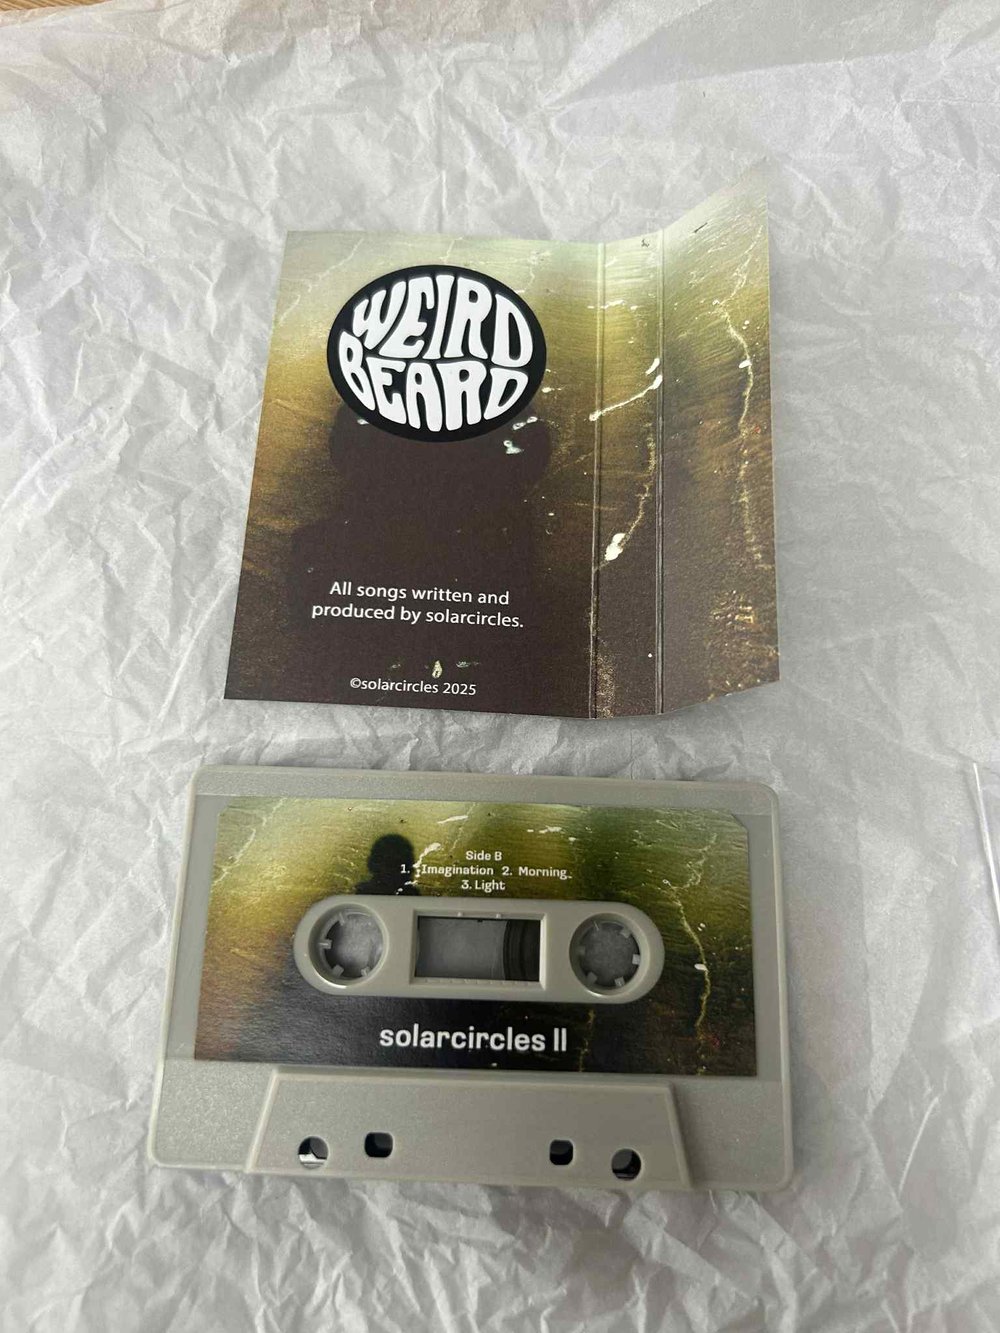 WEIRD
BEARD
All songs written and
produced by solarcircles.
©solarcircles 2025
Side B
1. Imagination 2. Morning
3. Light
solarcircles II